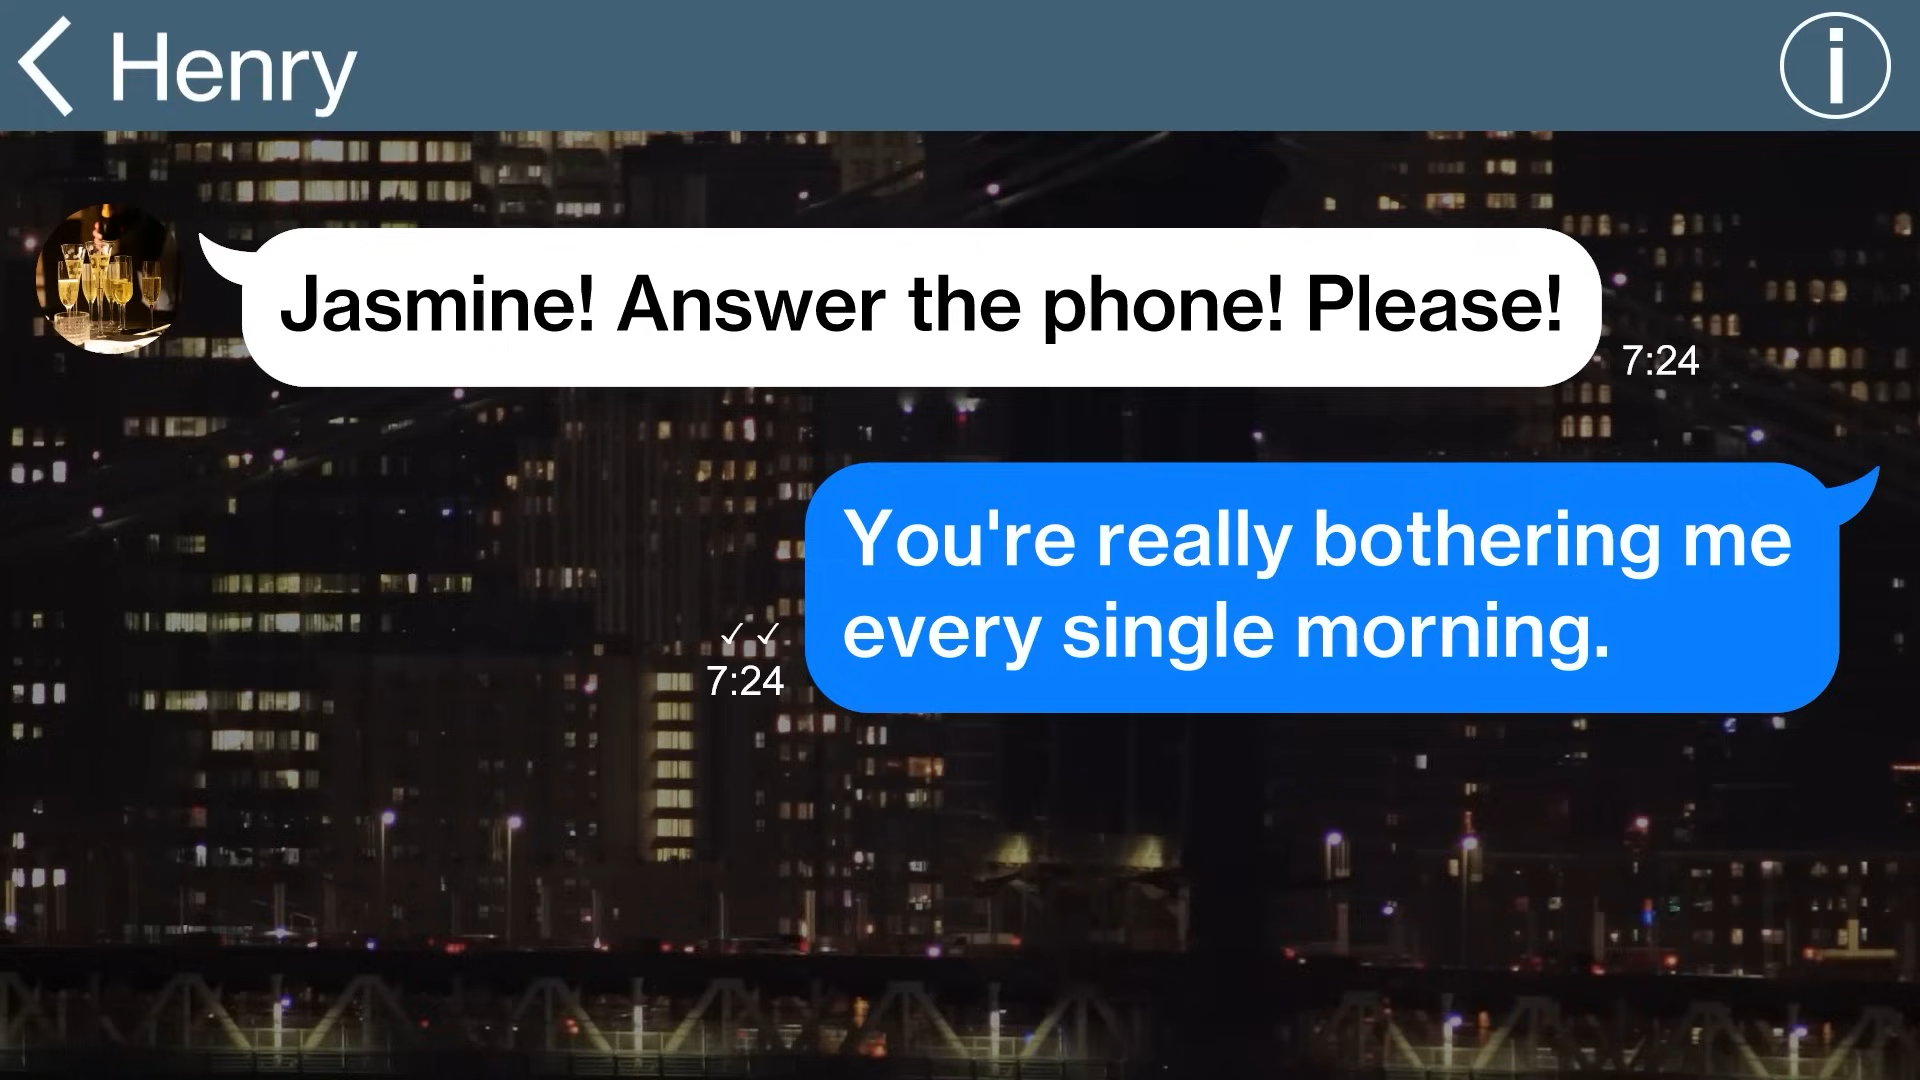 Henry
Jasmine! Answer the phone! Please!
7:24
You're really bothering me
every single morning.
7:24